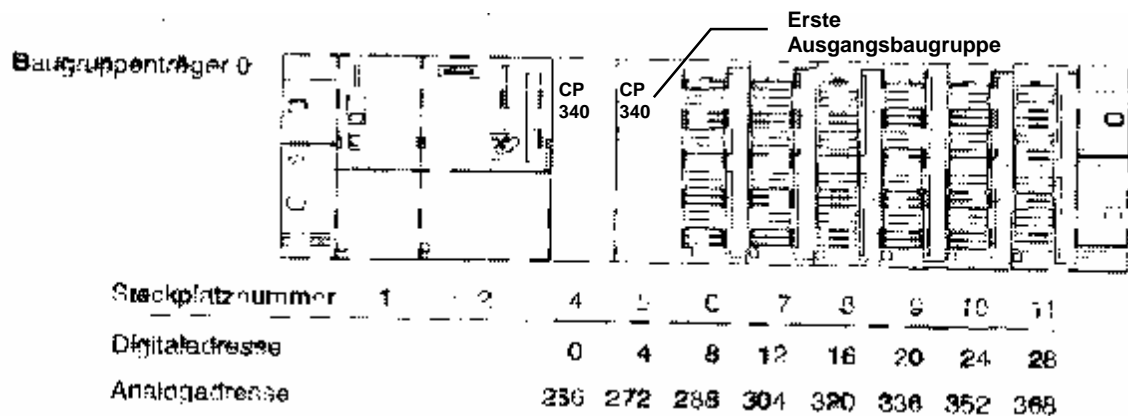 Erste
Ausgangsbaugruppe
Baugruppenträger 0
CP
340
CP
340
Steckplatznummer 1 2 4 5 6 7 8 9 10 11
Digitaladresse 0 4 8 12 16 20 24 28
Analogadresse 256 272 288 304 320 336 352 368